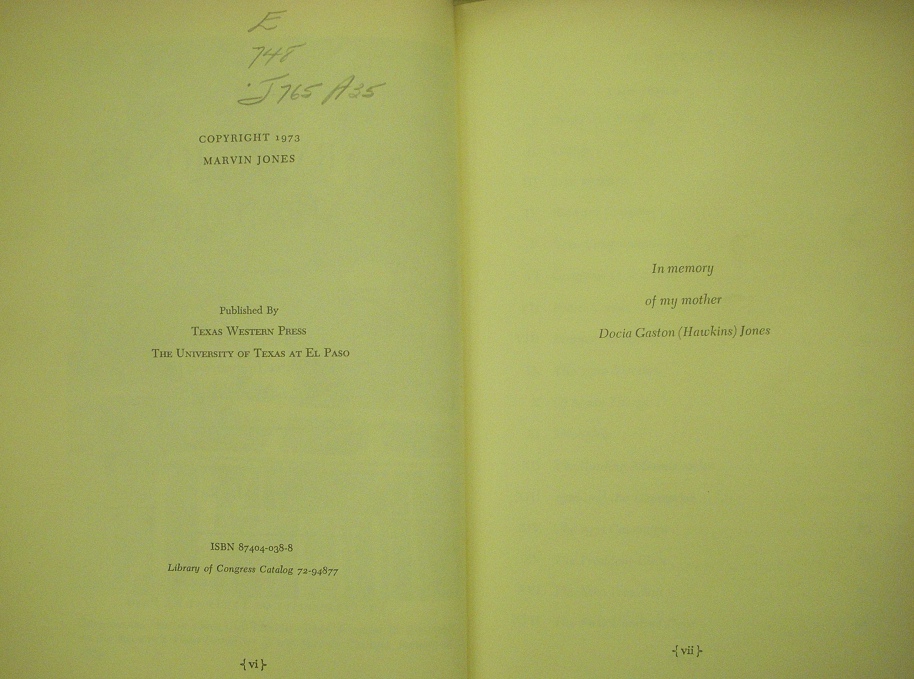 E
748
.J765 A35
COPYRIGHT 1973
MARVIN JONES
Published By
TEXAS WESTERN PRESS
THE UNIVERSITY OF TEXAS AT EL PASO
ISBN 87404-038-8
Library of Congress Catalog 72-94877
-{ vi }-
In memory
of my mother
Docia Gaston (Hawkins) Jones
-{ vii }-